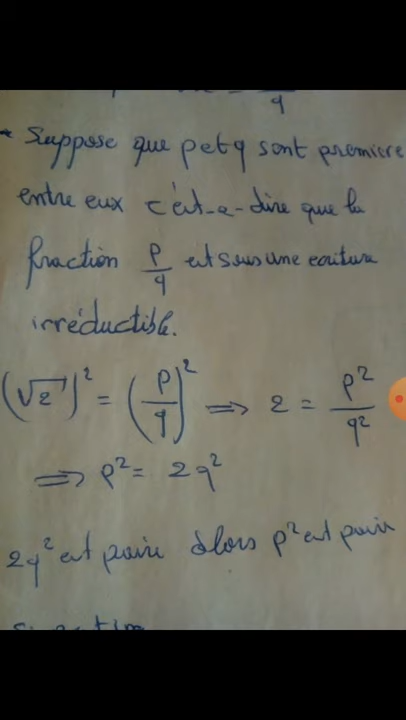 q
* Suppose que p et q sont premiere
entre eux c'est-a-dire que la
fraction p/q est sous une ecriture
irréductible.
(√2)² = (p/q)² ⟹ 2 = p²/q²
⟹ p² = 2q²
2q² est paire alors p² est paire